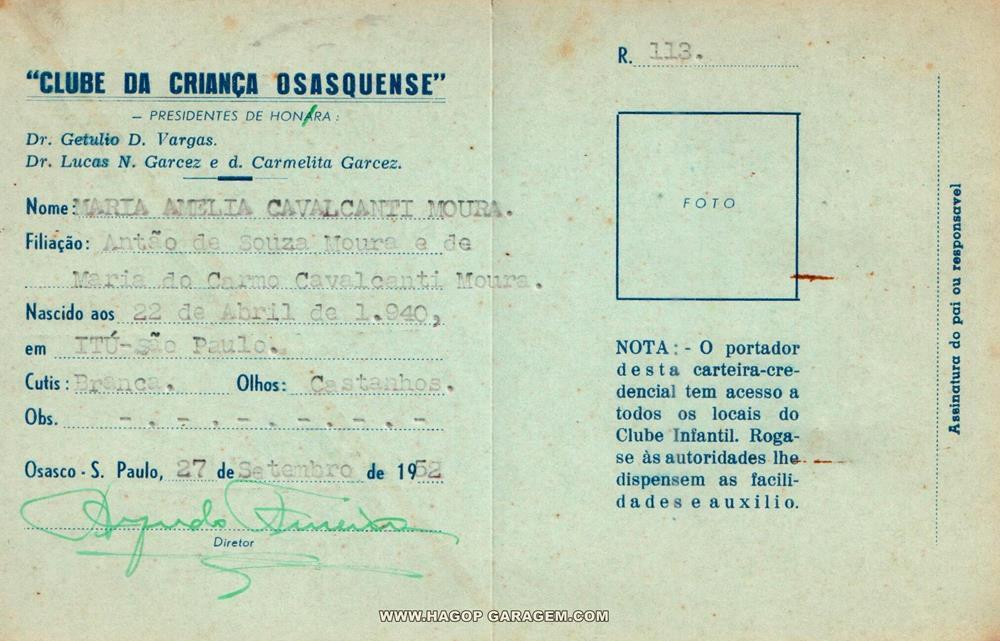 "CLUBE DA CRIANÇA OSASQUENSE"
— PRESIDENTES DE HONRA :
Dr. Getulio D. Vargas.
Dr. Lucas N. Garcez e d. Carmelita Garcez.
Nome: MARIA AMELIA CAVALCANTI MOURA.
Filiação: Antão de Souza Moura e de
Maria do Carmo Cavalcanti Moura.
Nascido aos 22 de Abril de 1.940,
em ITÚ-São Paulo.
Cutis: Branca. Olhos: Castanhos.
Obs. - . - . - . - . - . -
Osasco - S. Paulo, 27 de Setembro de 1952
Diretor
R. 113.
FOTO
NOTA: - O portador
desta carteira-cre-
dencial tem acesso a
todos os locais do
Clube Infantil. Roga-
se às autoridades lhe
dispensem as facili-
dades e auxilio.
Assinatura do pai ou responsavel
WWW.HAGOP GARAGEM.COM